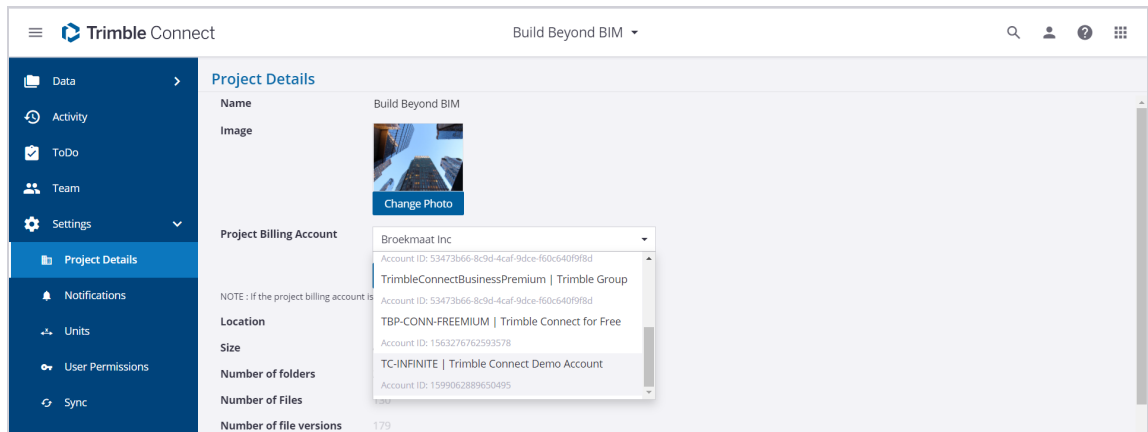 Trimble Connect
Build Beyond BIM
Data
Activity
ToDo
Team
Settings
Project Details
Notifications
Units
User Permissions
Sync
Project Details
Name Build Beyond BIM
Image
Change Photo
Project Billing Account Broekmaat Inc
Account ID: 53473b66-8c9d-4caf-9dce-f60c640f9f8d
TrimbleConnectBusinessPremium | Trimble Group
Account ID: 53473b66-8c9d-4caf-9dce-f60c640f9f8d
NOTE : If the project billing account is
TBP-CONN-FREEMIUM | Trimble Connect for Free
Location
Account ID: 1563276762593578
Size
TC-INFINITE | Trimble Connect Demo Account
Number of folders
Account ID: 1599062889650495
Number of Files
Number of file versions 179